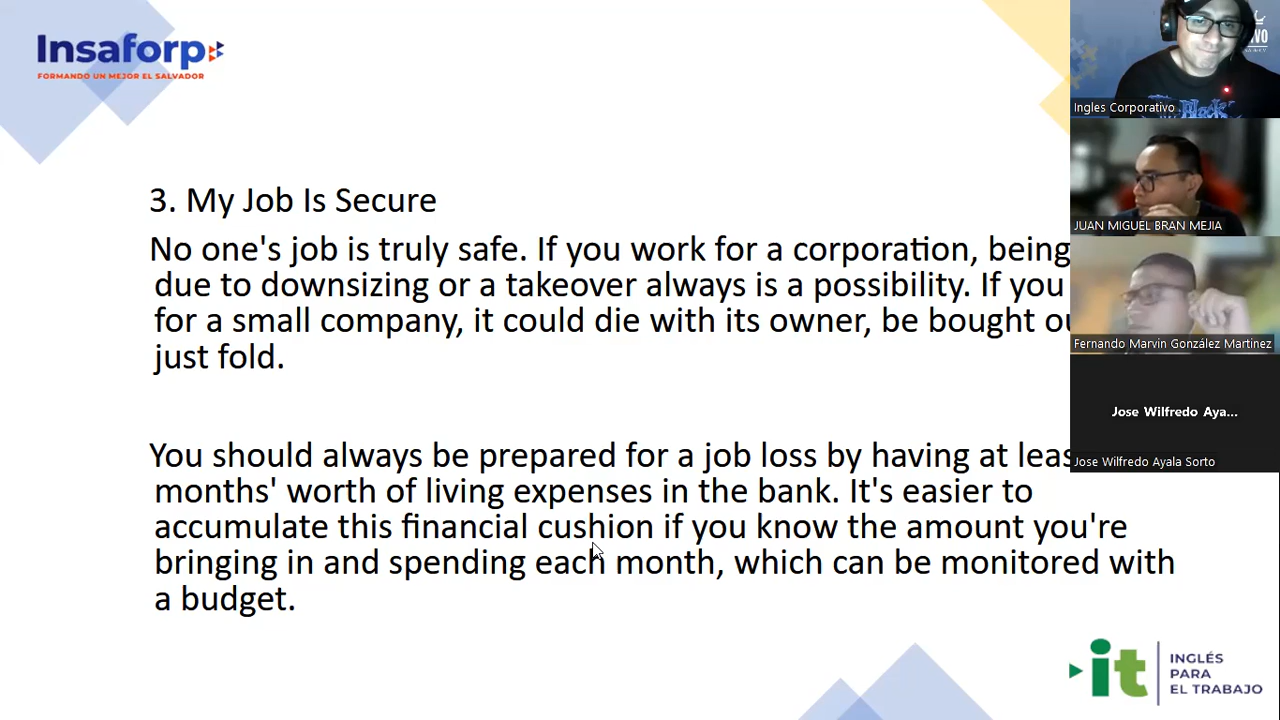 Insaforp
FORMANDO UN MEJOR EL SALVADOR
3. My Job Is Secure
No one's job is truly safe. If you work for a corporation, being
due to downsizing or a takeover always is a possibility. If you
for a small company, it could die with its owner, be bought
just fold.
You should always be prepared for a job loss by having at
months' worth of living expenses in the bank. It's easier to
accumulate this financial cushion if you know the amount you're
bringing in and spending each month, which can be monitored with
a budget.
Ingles Corporativo
JUAN MIGUEL BRAN MEJIA
Fernando Marvin González Martinez
Jose Wilfredo Aya...
Jose Wilfredo Ayala Sorto
it
INGLÉS
PARA
EL TRABAJO